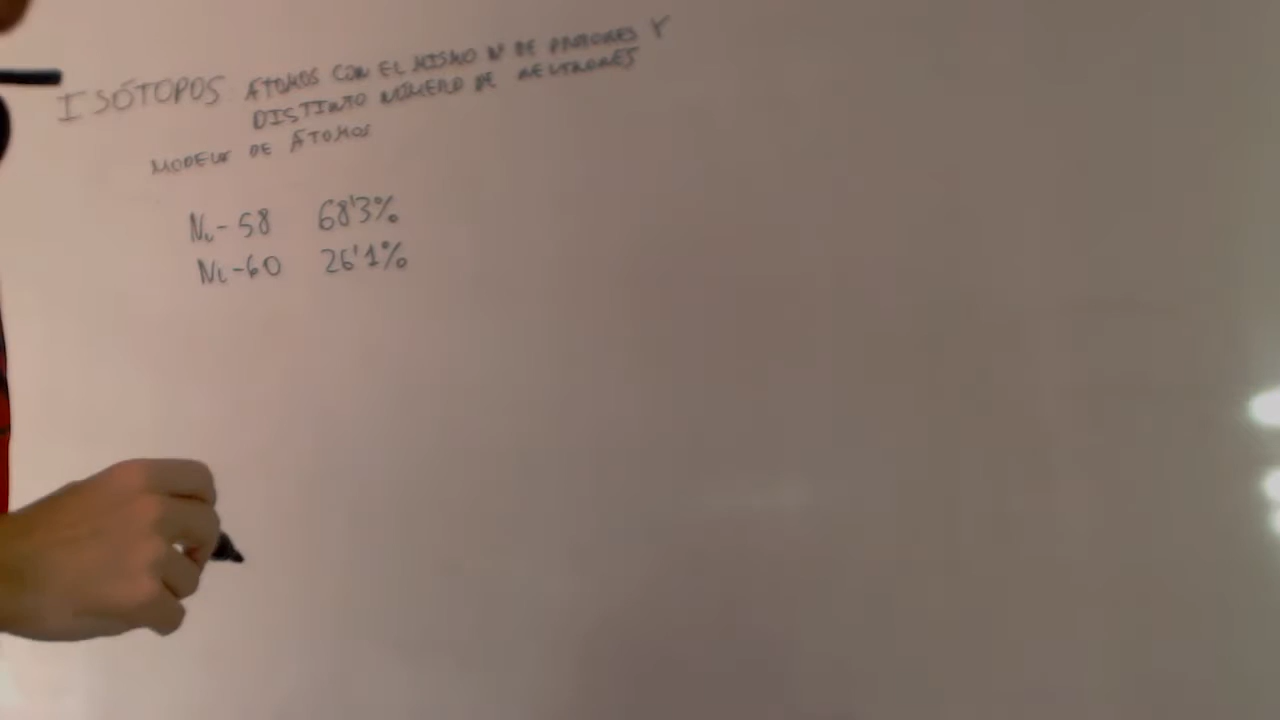 ISÓTOPOS ÁTOMOS CON EL MISMO Nº DE PROTONES Y
DISTINTO NÚMERO DE NEUTRONES
MODELOS DE ÁTOMOS
Ni-58 68'3%
Ni-60 26'1%